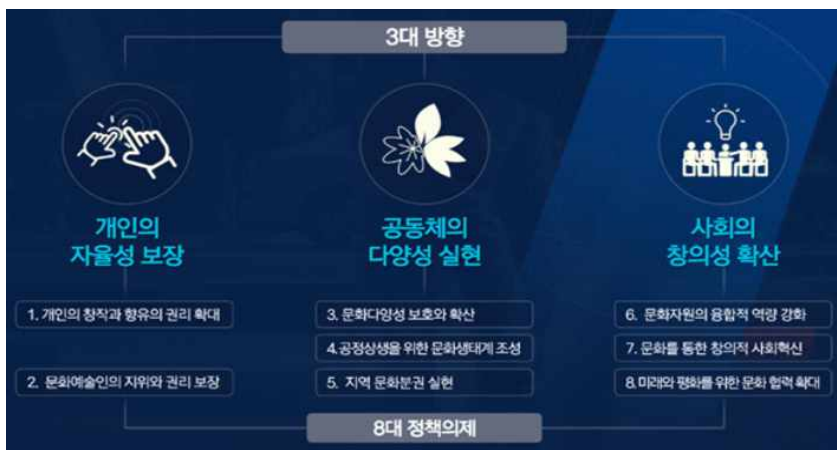 3대 방향
개인의
자율성 보장
공동체의
다양성 실현
사회의
창의성 확산
1. 개인의 창작과 향유의 권리 확대
2. 문화예술인의 지위와 권리 보장
3. 문화다양성 보호와 확산
4.공정상생을 위한 문화생태계 조성
5. 지역 문화분권 실현
6. 문화자원의 융합적 역량 강화
7. 문화를 통한 창의적 사회혁신
8.미래와 평화를 위한 문화 협력 확대
8대 정책의제